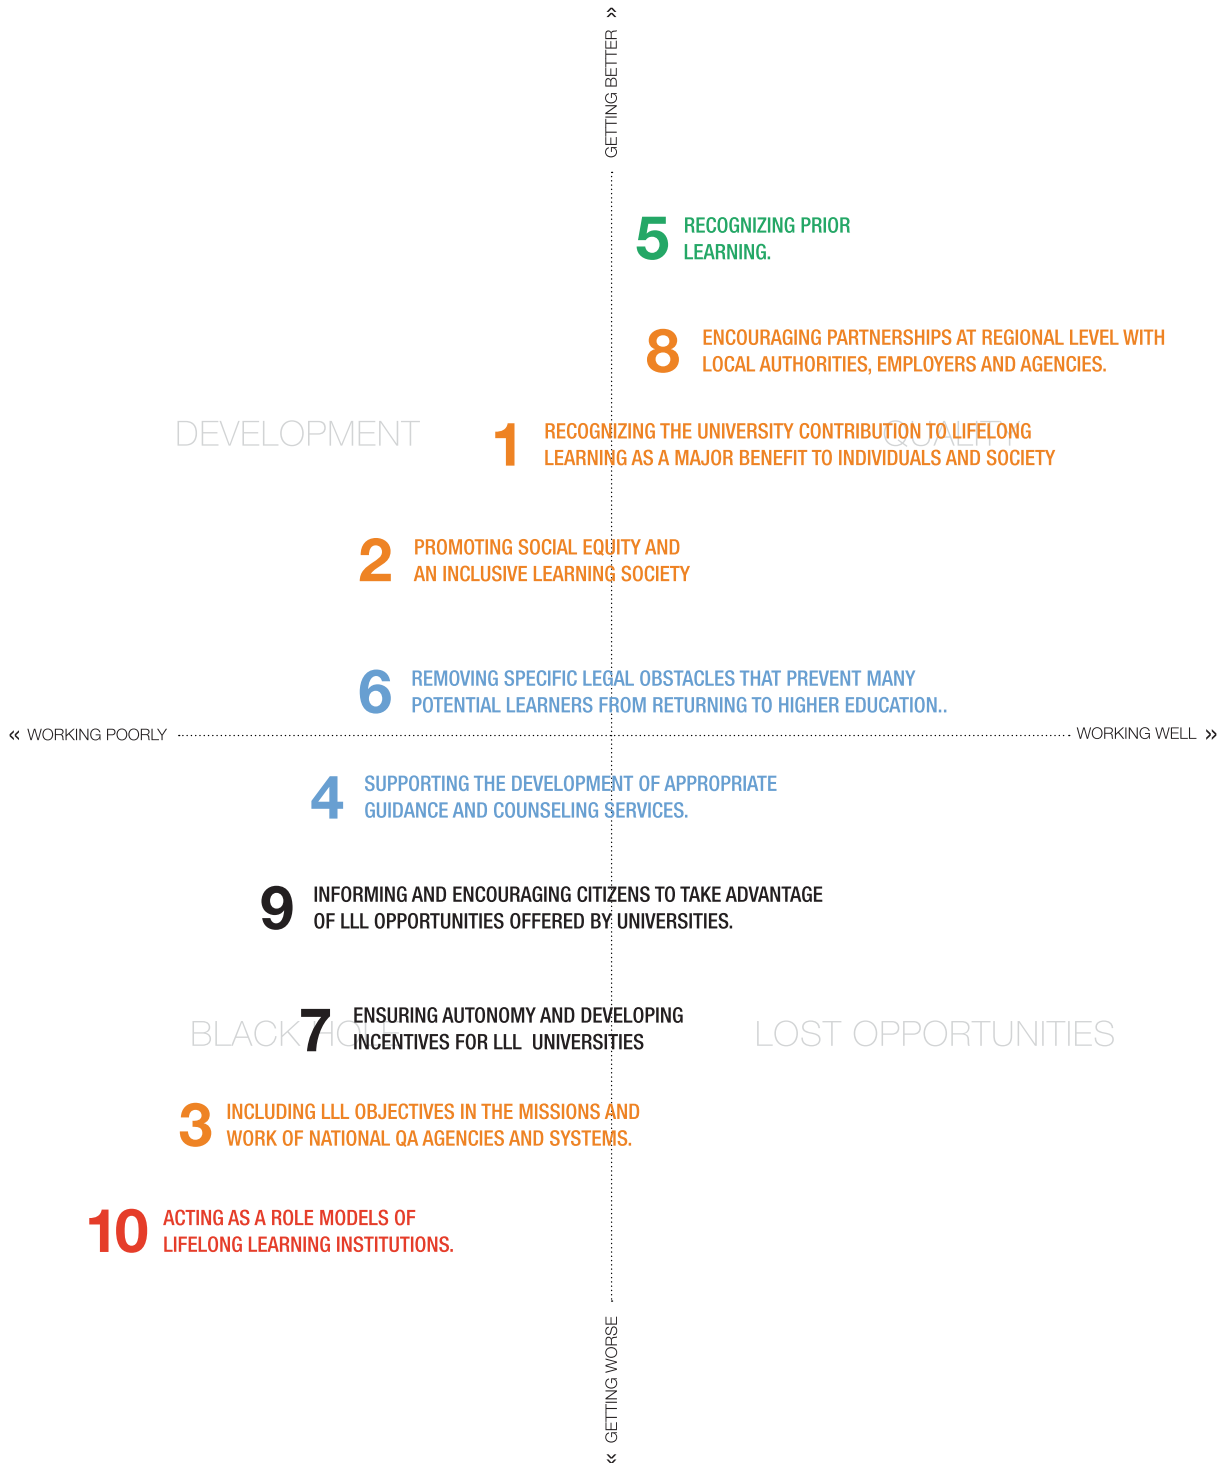 « GETTING BETTER
5 RECOGNIZING PRIOR
LEARNING.
8 ENCOURAGING PARTNERSHIPS AT REGIONAL LEVEL WITH
LOCAL AUTHORITIES, EMPLOYERS AND AGENCIES.
DEVELOPMENT
QUALITY
1 RECOGNIZING THE UNIVERSITY CONTRIBUTION TO LIFELONG
LEARNING AS A MAJOR BENEFIT TO INDIVIDUALS AND SOCIETY
2 PROMOTING SOCIAL EQUITY AND
AN INCLUSIVE LEARNING SOCIETY
6 REMOVING SPECIFIC LEGAL OBSTACLES THAT PREVENT MANY
POTENTIAL LEARNERS FROM RETURNING TO HIGHER EDUCATION..
« WORKING POORLY
WORKING WELL »
4 SUPPORTING THE DEVELOPMENT OF APPROPRIATE
GUIDANCE AND COUNSELING SERVICES.
9 INFORMING AND ENCOURAGING CITIZENS TO TAKE ADVANTAGE
OF LLL OPPORTUNITIES OFFERED BY UNIVERSITIES.
BLACK HOLE
LOST OPPORTUNITIES
7 ENSURING AUTONOMY AND DEVELOPING
INCENTIVES FOR LLL UNIVERSITIES
3 INCLUDING LLL OBJECTIVES IN THE MISSIONS AND
WORK OF NATIONAL QA AGENCIES AND SYSTEMS.
10 ACTING AS A ROLE MODELS OF
LIFELONG LEARNING INSTITUTIONS.
« GETTING WORSE